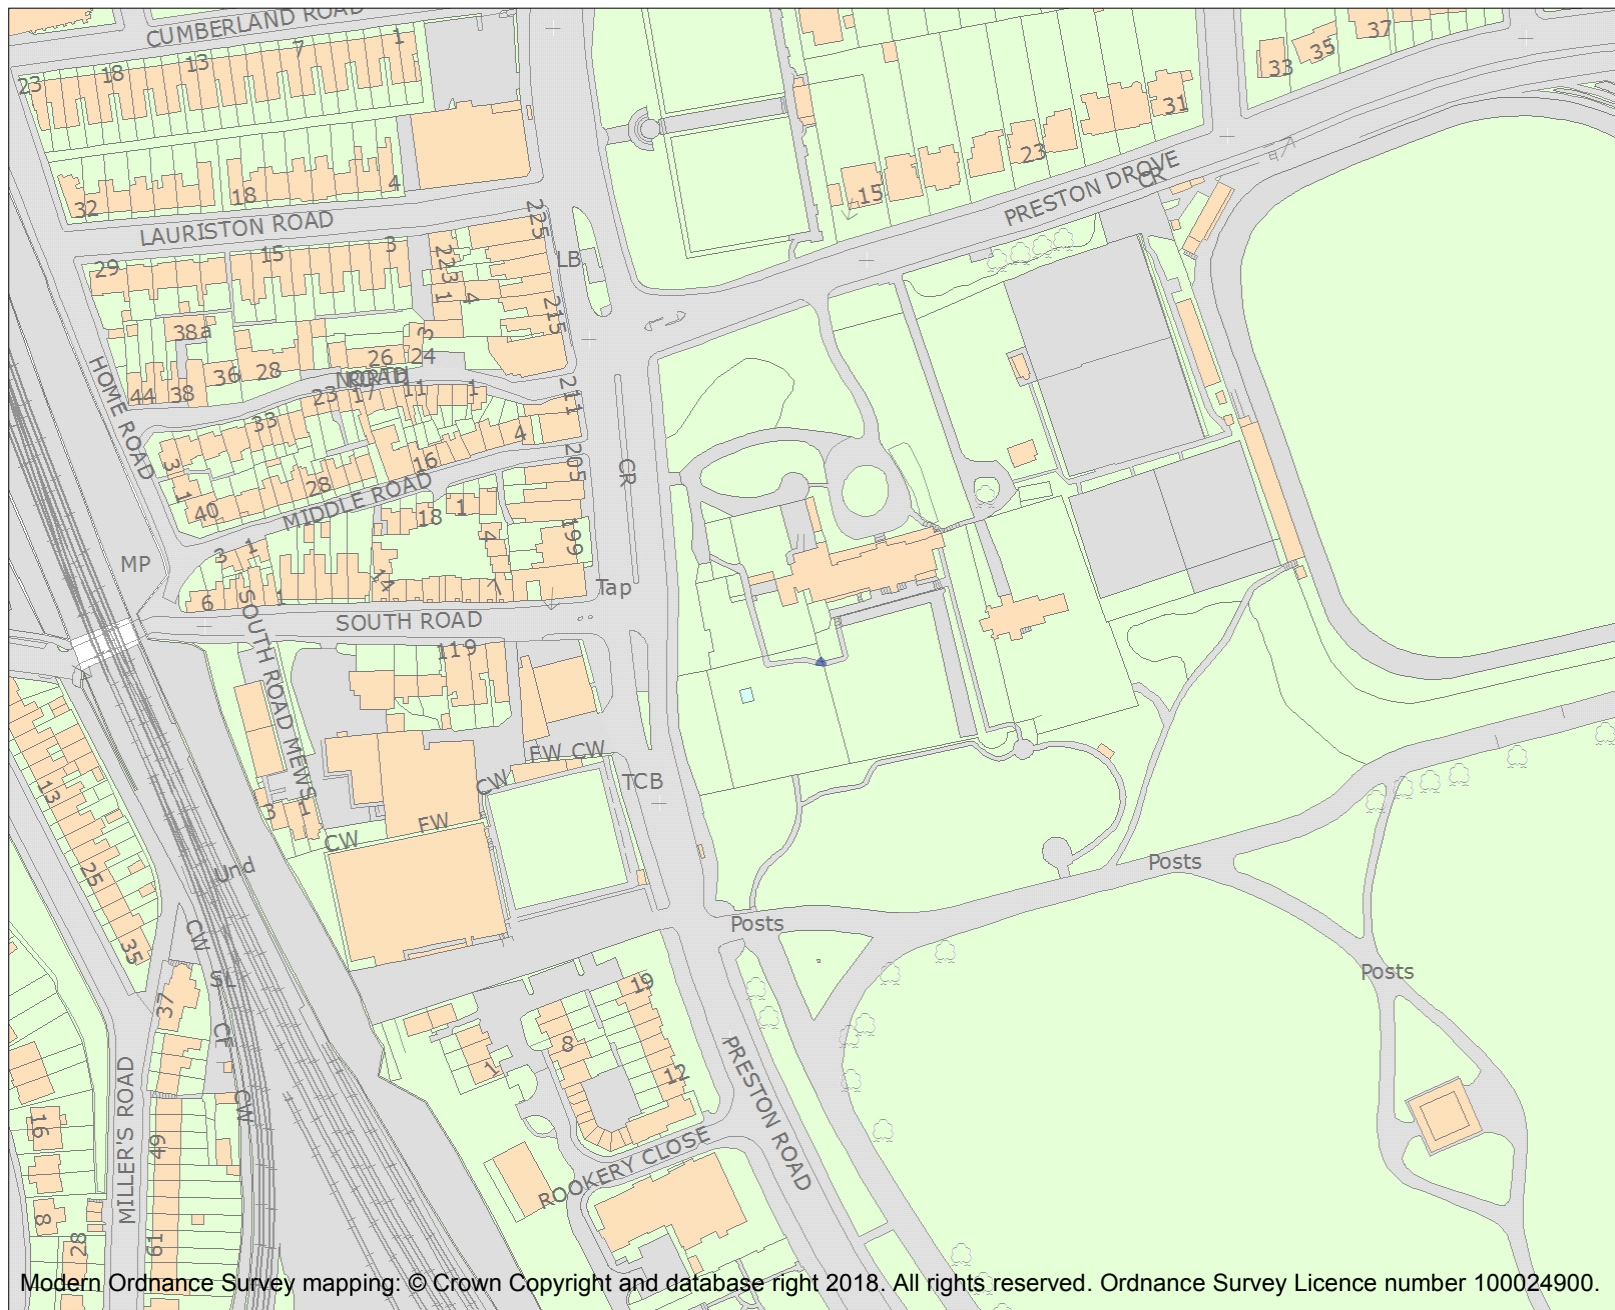 CUMBERLAND ROAD
23
18
13
7
1
37
35
33
31
23
15
PRESTON DROVE
CR
32
18
4
LAURISTON ROAD
225
29
15
3
223
1
4
LB
215
38a
3
26
24
28
36
38
44
HOME ROAD
NORTH
ROAD
23
17
11
1
211
33
4
205
CR
3
1
16
28
40
MIDDLE ROAD
18
1
4
199
MP
3
1
6
1
14
7
Tap
SOUTH ROAD
119
SOUTH ROAD MEWS
FW
CW
CW
TCB
13
3
1
CW
FW
Und
25
Posts
Posts
Posts
35
CW
SL
37
CF
CW
19
8
1
12
PRESTON ROAD
ROOKERY CLOSE
MILLER'S ROAD
16
49
8
28
61
Modern Ordnance Survey mapping: © Crown Copyright and database right 2018. All rights reserved. Ordnance Survey Licence number 100024900.